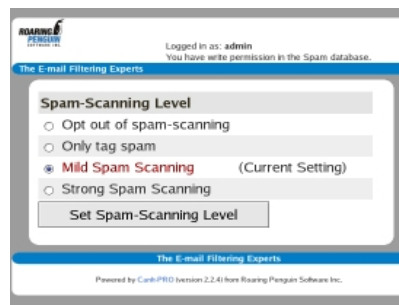 ROARING
PENGUIN
SOFTWARE INC.
Logged in as: admin
You have write permission in the Spam database.
The E-mail Filtering Experts
Spam-Scanning Level
Opt out of spam-scanning
Only tag spam
Mild Spam Scanning (Current Setting)
Strong Spam Scanning
Set Spam-Scanning Level
The E-mail Filtering Experts
Powered by CanIt-PRO (version 2.2.4) from Roaring Penguin Software Inc.